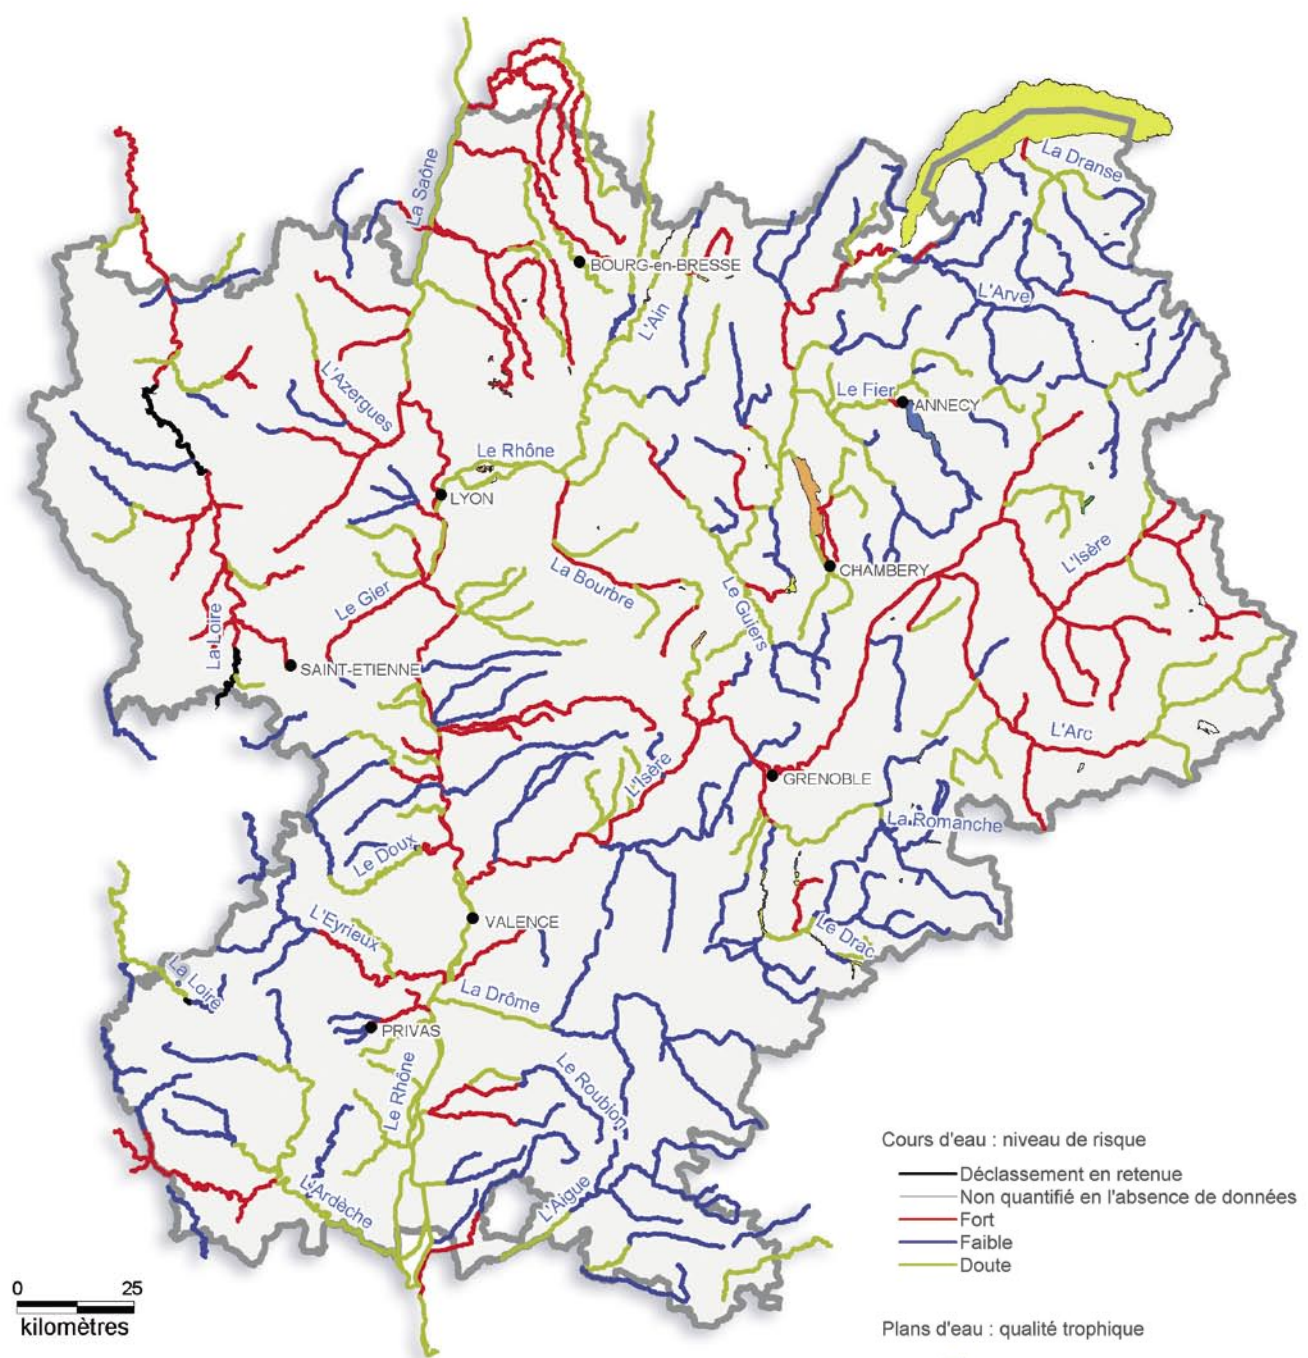 La Saône
La Dranse
BOURG-en-BRESSE
L'Arve
L'Ain
L'Azergues
Le Fier
ANNECY
Le Rhône
LYON
L'Isère
CHAMBERY
La Bourbre
Le Gier
Le Guiers
La Loire
SAINT-ETIENNE
L'Arc
L'Isère
GRENOBLE
La Romanche
Le Doux
L'Eyrieux
VALENCE
Le Drac
La Loire
La Drôme
PRIVAS
Le Rhône
Le Roubion
L'Ardèche
L'Aigue
Cours d'eau : niveau de risque
Déclassement en retenue
Non quantifié en l'absence de données
Fort
Faible
Doute
0 25
kilomètres
Plans d'eau : qualité trophique